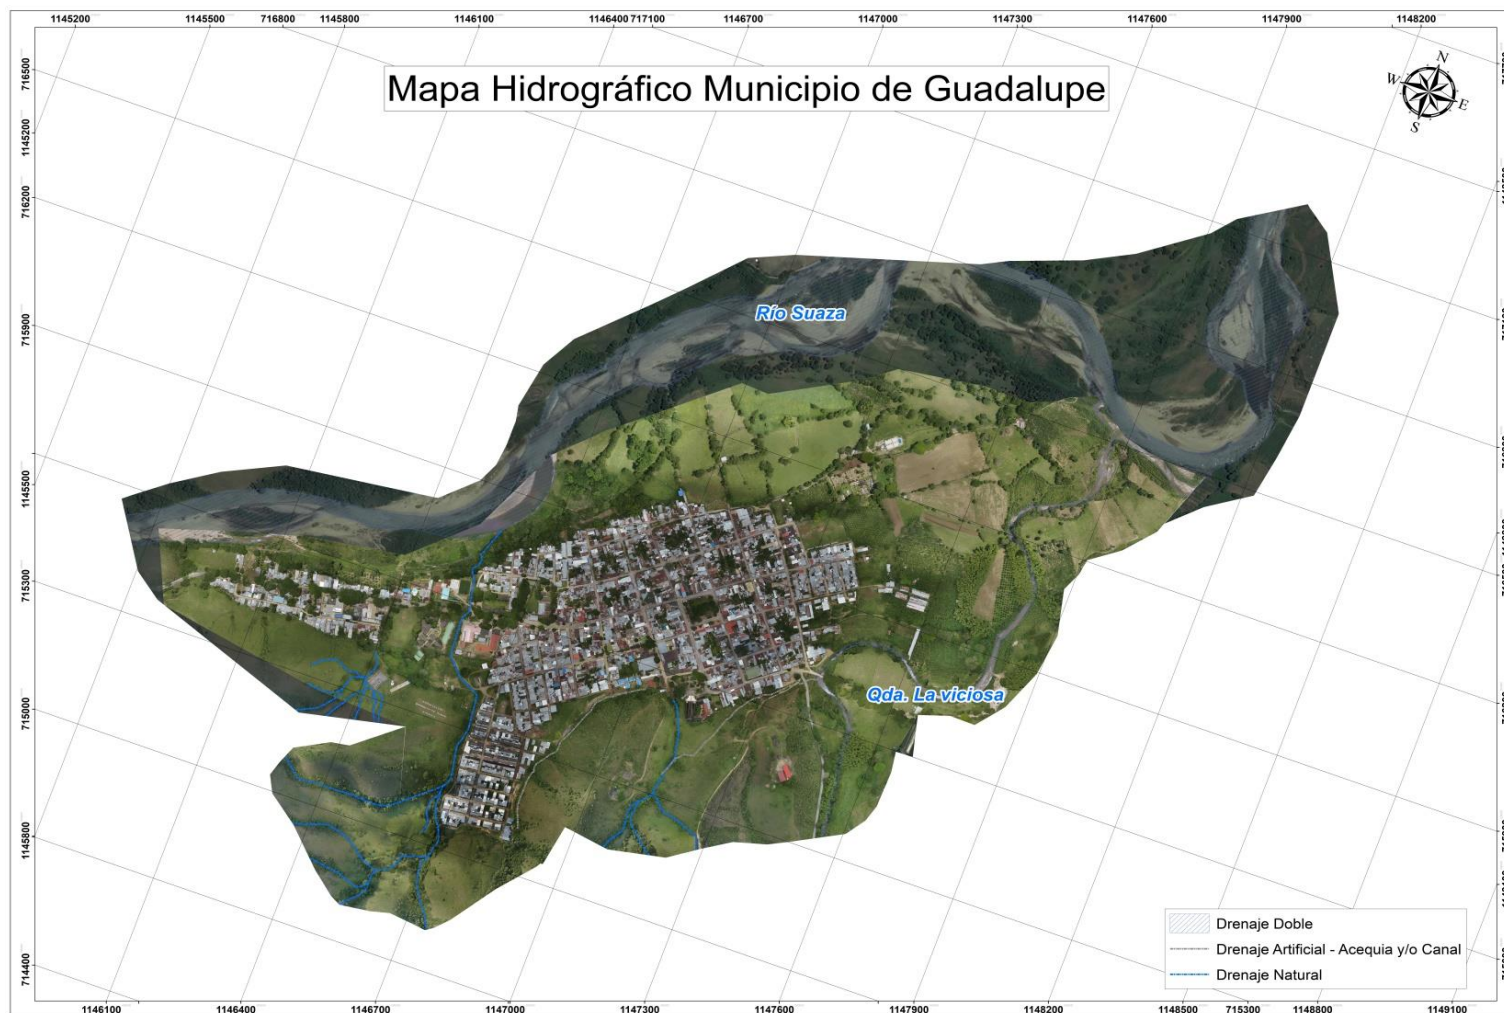 1145200 1145500 716800 1145800 1146100 1146400 717100 1146700 1147000 1147300 1147600 1147900 1148200
Mapa Hidrográfico Municipio de Guadalupe
N
W
E
S
716500
1145200
716200
715900
1145500
715300
715000
1145800
714400
Río Suaza
Qda. La viciosa
Drenaje Doble
Drenaje Artificial - Acequia y/o Canal
Drenaje Natural
1146100 1146400 1146700 1147000 1147300 1147600 1147900 1148200 1148500 715300 1148800 1149100